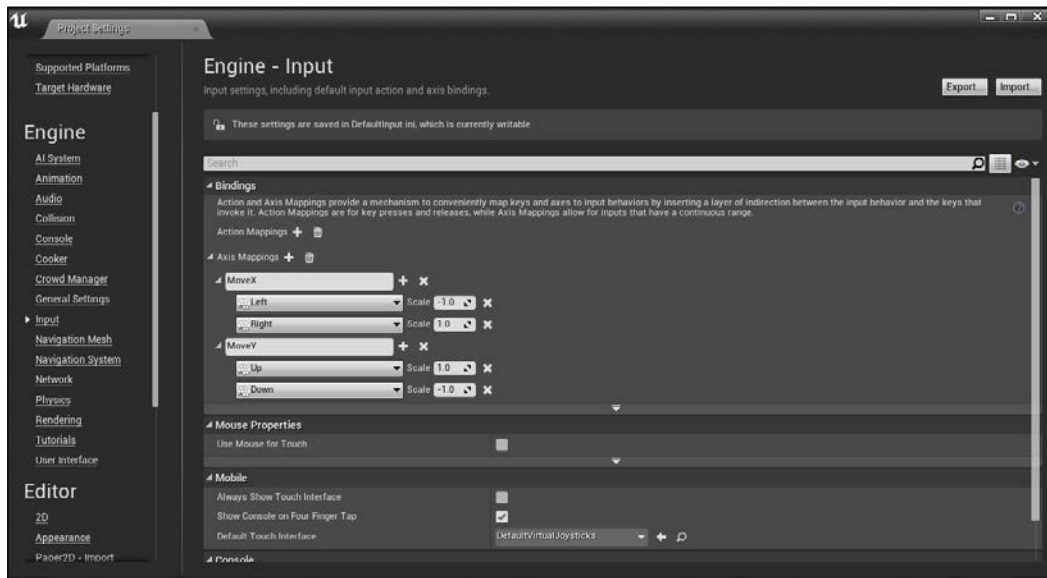 Project Settings
Supported Platforms
Target Hardware
Engine
AI System
Animation
Audio
Collision
Console
Cooker
Crowd Manager
General Settings
Input
Navigation Mesh
Navigation System
Network
Physics
Rendering
Tutorials
User Interface
Editor
2D
Appearance
Paper2D - Import
Engine - Input
Input settings, including default input action and axis bindings.
Export... Import...
These settings are saved in DefaultInput.ini, which is currently writable
Search
Bindings
Action and Axis Mappings provide a mechanism to conveniently map keys and axes to input behaviors by inserting a layer of indirection between the input behavior and the keys that
invoke it. Action Mappings are for key presses and releases, while Axis Mappings allow for inputs that have a continuous range.
Action Mappings
Axis Mappings
MoveX
Left Scale -1.0
Right Scale 1.0
MoveY
Up Scale 1.0
Down Scale -1.0
Mouse Properties
Use Mouse for Touch
Mobile
Always Show Touch Interface
Show Console on Four Finger Tap
Default Touch Interface DefaultVirtualJoysticks
Console